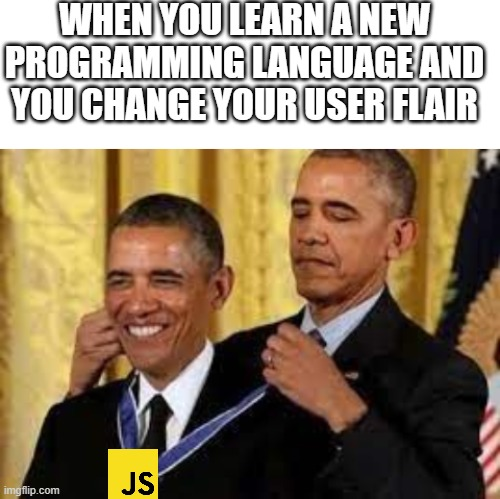 WHEN YOU LEARN A NEW
PROGRAMMING LANGUAGE AND
YOU CHANGE YOUR USER FLAIR
JS
imgflip.com